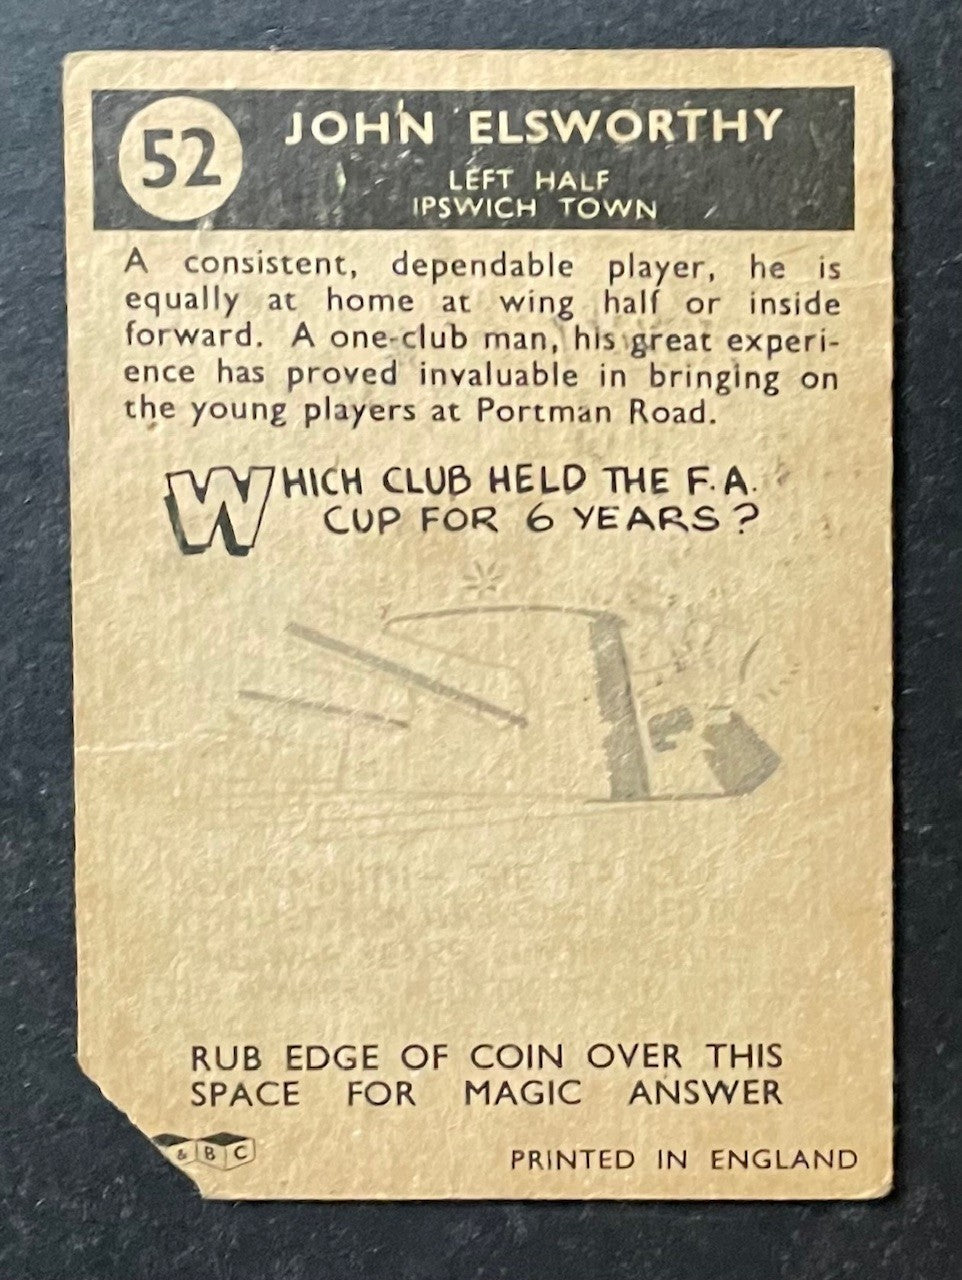 52
JOHN ELSWORTHY
LEFT HALF
IPSWICH TOWN
A consistent, dependable player, he is
equally at home at wing half or inside
forward. A one-club man, his great experi-
ence has proved invaluable in bringing on
the young players at Portman Road.
WHICH CLUB HELD THE F.A.
CUP FOR 6 YEARS?
RUB EDGE OF COIN OVER THIS
SPACE FOR MAGIC ANSWER
& B C
PRINTED IN ENGLAND